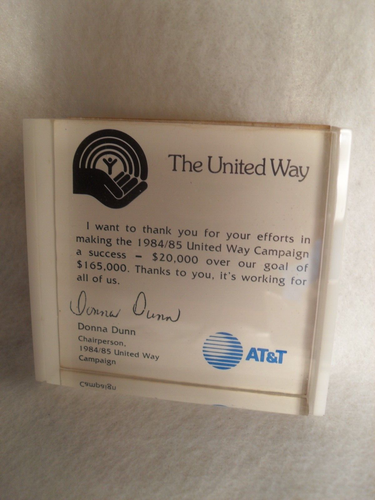 The United Way
I want to thank you for your efforts in
making the 1984/85 United Way Campaign
a success – $20,000 over our goal of
$165,000. Thanks to you, it's working for
all of us.
Donna Dunn
Donna Dunn
Chairperson,
1984/85 United Way
Campaign
AT&T
Campaign